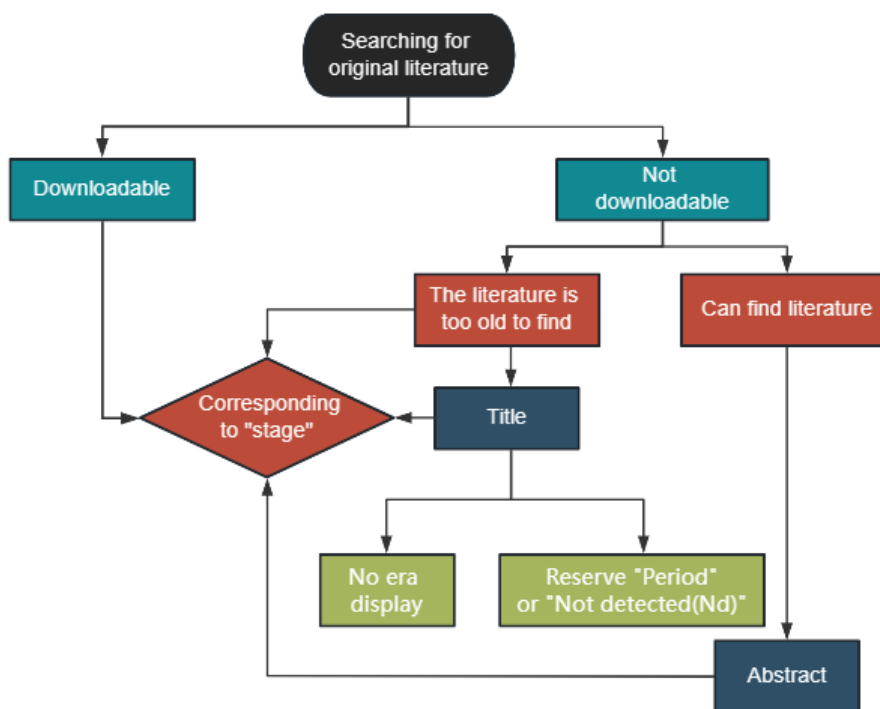 Searching for
original literature
Downloadable
Not
downloadable
The literature is
too old to find
Can find literature
Corresponding
to "stage"
Title
No era
display
Reserve "Period"
or "Not detected(Nd)"
Abstract